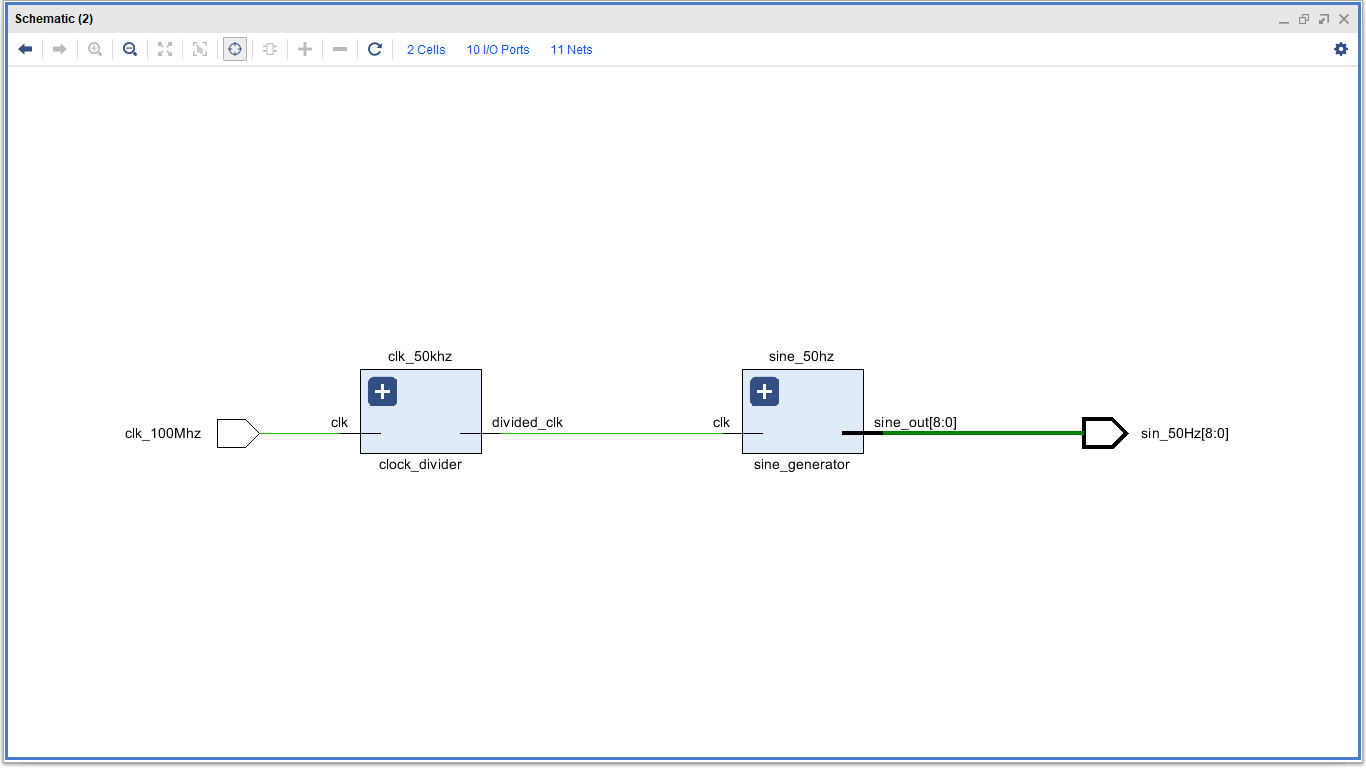 Schematic (2)
2 Cells 10 I/O Ports 11 Nets
clk_50khz
sine_50hz
clk_100Mhz
clk
divided_clk
clk
sine_out[8:0]
sin_50Hz[8:0]
clock_divider
sine_generator